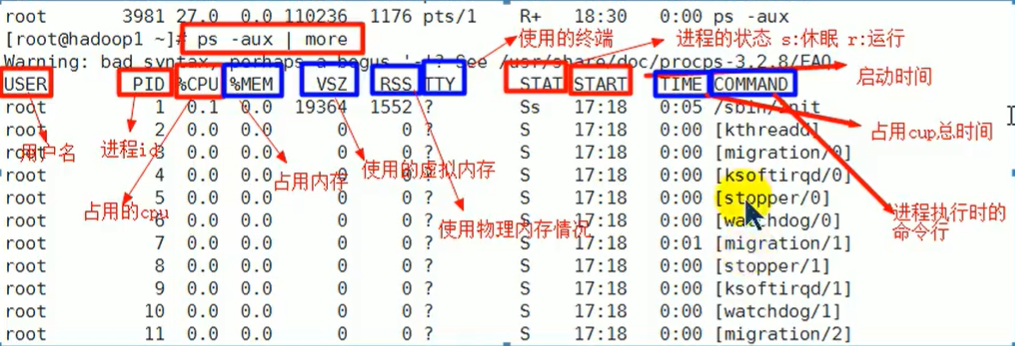 root 3981 27.0 0.0 110236 1176 pts/1 R+ 18:30 0:00 ps -aux
[root@hadoop1 ~]# ps -aux | more
使用的终端
进程的状态 s:休眠 r:运行
Warning: bad syntax, perhaps a bogus '-'? See /usr/share/doc/procps-3.2.8/FAQ
启动时间
USER PID %CPU %MEM VSZ RSS TTY STAT START TIME COMMAND
root 1 0.1 0.0 19364 1552 ? Ss 17:18 0:05 /sbin/init
占用cup总时间
root 2 0.0 0.0 0 0 ? S 17:18 0:00 [kthreadd]
用户名
进程id
root 3 0.0 0.0 0 0 ? S 17:18 0:00 [migration/0]
使用的虚拟内存
root 4 0.0 0.0 0 0 ? S 17:18 0:00 [ksoftirqd/0]
占用内存
root 5 0.0 0.0 0 0 ? S 17:18 0:00 [stopper/0]
占用的cpu
进程执行时的
命令行
root 6 0.0 0.0 0 0 ? S 17:18 0:00 [watchdog/0]
使用物理内存情况
root 7 0.0 0.0 0 0 ? S 17:18 0:01 [migration/1]
root 8 0.0 0.0 0 0 ? S 17:18 0:00 [stopper/1]
root 9 0.0 0.0 0 0 ? S 17:18 0:00 [ksoftirqd/1]
root 10 0.0 0.0 0 0 ? S 17:18 0:00 [watchdog/1]
root 11 0.0 0.0 0 0 ? S 17:18 0:00 [migration/2]